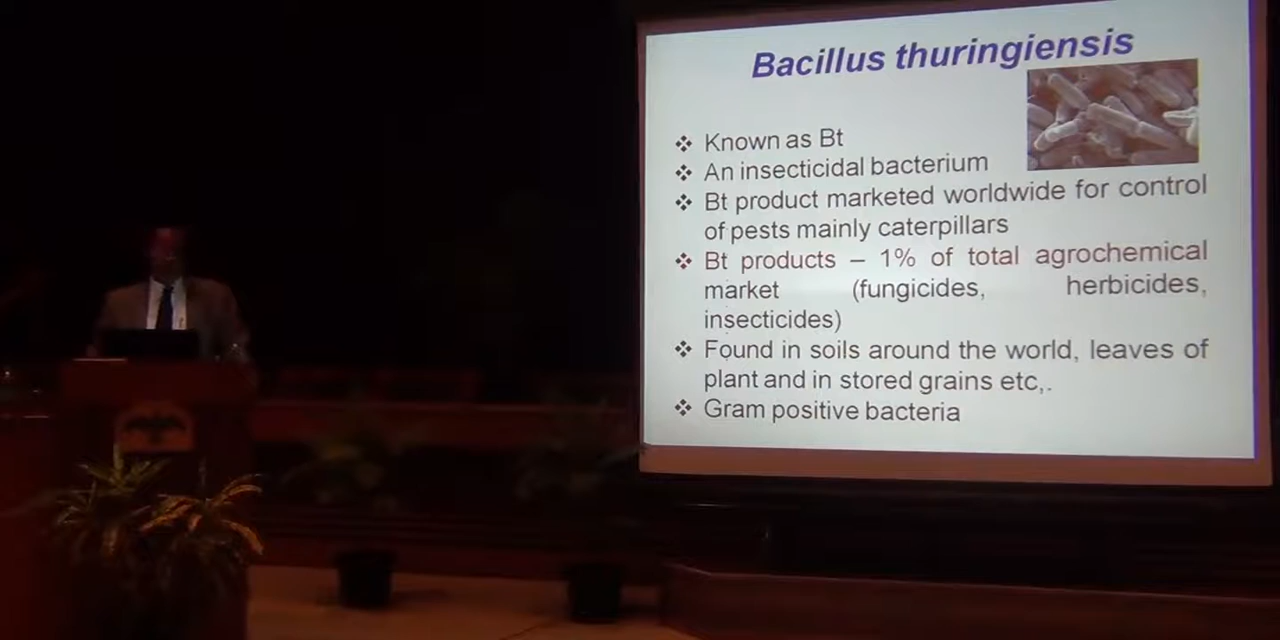 Bacillus thuringiensis
❖ Known as Bt
❖ An insecticidal bacterium
❖ Bt product marketed worldwide for control
of pests mainly caterpillars
❖ Bt products – 1% of total agrochemical
market (fungicides, herbicides,
insecticides)
❖ Found in soils around the world, leaves of
plant and in stored grains etc,.
❖ Gram positive bacteria